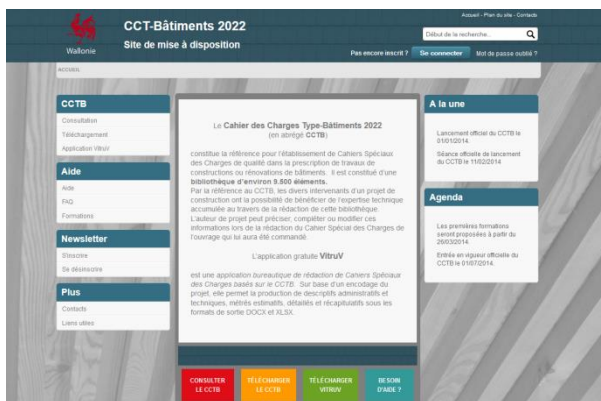 Accueil - Plan du site - Contacts
CCT-Bâtiments 2022
Site de mise à disposition
Wallonie
Début de la recherche..
Pas encore inscrit ?
Se connecter
Mot de passe oublié ?
ACCUEIL
CCTB
Consultation
Téléchargement
Application VitruV
Aide
Aide
FAQ
Formations
Newsletter
S'inscrire
Se désinscrire
Plus
Contacts
Liens utiles
Le Cahier des Charges Type-Bâtiments 2022
(en abrégé CCTB)
constitue la référence pour l'établissement de Cahiers Spéciaux
des Charges de qualité dans la prescription de travaux de
constructions ou rénovations de bâtiments. Il est constitué d'une
bibliothèque d'environ 9.800 éléments.
Par la référence au CCTB, les divers intervenants d'un projet de
construction ont la possibilité de bénéficier de l'expertise technique
accumulée au travers de la rédaction de cette bibliothèque.
L'auteur de projet peut préciser, compléter ou modifier ces
informations lors de la rédaction du Cahier Spécial des Charges de
l'ouvrage qui lui aura été commandé.
L'application gratuite VitruV
est une application bureautique de rédaction de Cahiers Spéciaux
des Charges basés sur le CCTB. Sur base d'un encodage du
projet, elle permet la production de descriptifs administratifs et
techniques, métrés estimatifs, détaillés et récapitulatifs sous les
formats de sortie DOCX et XLSX.
A la une
Lancement officiel du CCTB le
01/01/2014.
Séance officielle de lancement
du CCTB le 11/02/2014
Agenda
Les premières formations
seront proposées à partir du
26/03/2014.
Entrée en vigueur officielle du
CCTB le 01/07/2014.
CONSULTER
LE CCTB
TÉLÉCHARGER
LE CCTB
TÉLÉCHARGER
VITRUV
BESOIN
D'AIDE ?